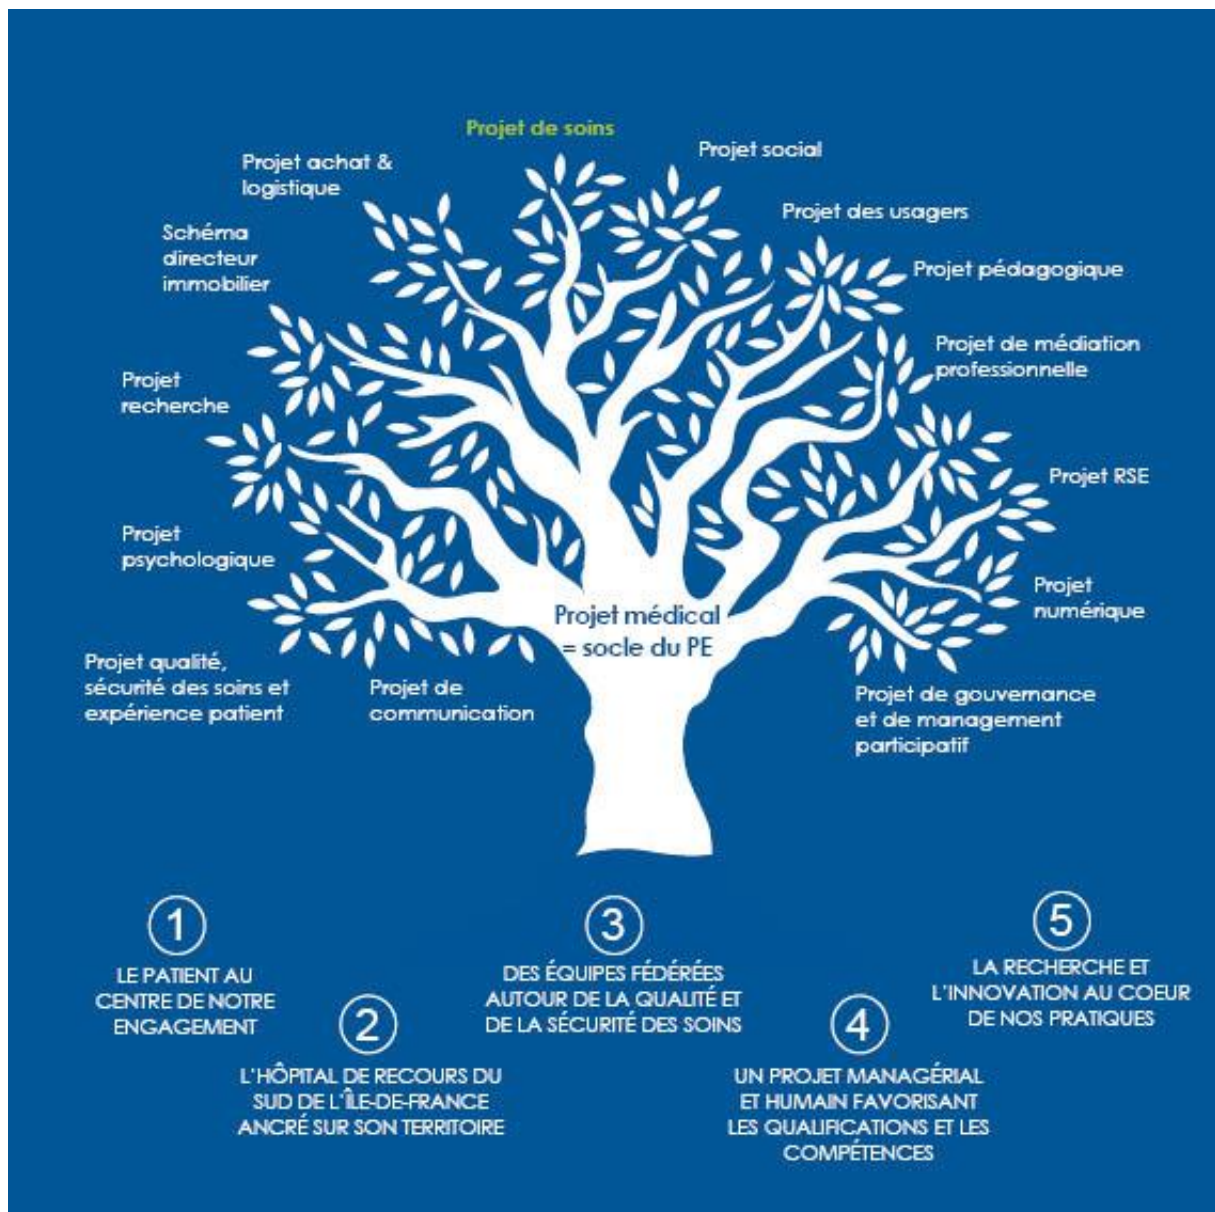 Projet de soins
Projet social
Projet achat &
logistique
Projet des usagers
Schéma
directeur
immobilier
Projet pédagogique
Projet de médiation
professionnelle
Projet
recherche
Projet RSE
Projet
psychologique
Projet
numérique
Projet médical
= socle du PE
Projet qualité,
sécurité des soins et
expérience patient
Projet de
communication
Projet de gouvernance
et de management
participatif
1
LE PATIENT AU
CENTRE DE NOTRE
ENGAGEMENT
2
L'HÔPITAL DE RECOURS DU
SUD DE L'ÎLE-DE-FRANCE
ANCRÉ SUR SON TERRITOIRE
3
DES ÉQUIPES FÉDÉRÉES
AUTOUR DE LA QUALITÉ ET
DE LA SÉCURITÉ DES SOINS
4
UN PROJET MANAGÉRIAL
ET HUMAIN FAVORISANT
LES QUALIFICATIONS ET LES
COMPÉTENCES
5
LA RECHERCHE ET
L'INNOVATION AU COEUR
DE NOS PRATIQUES